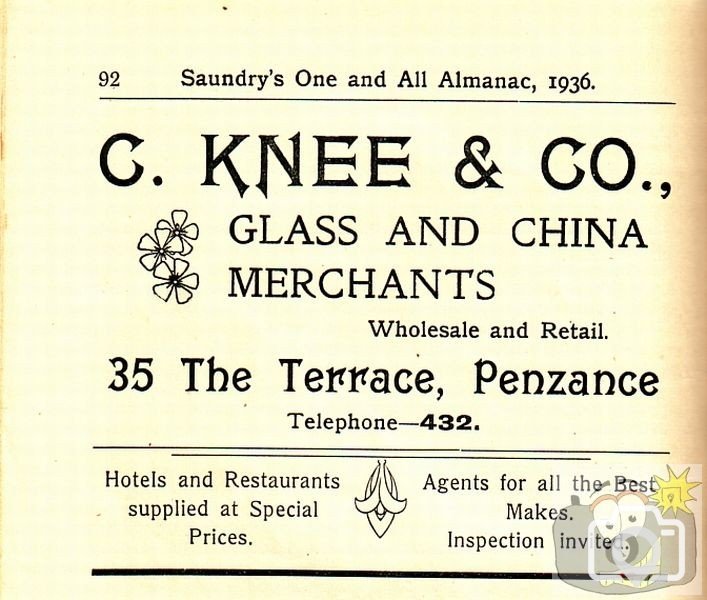 92 Saundry's One and All Almanac, 1936.
C. KNEE & CO.,
GLASS AND CHINA
MERCHANTS
Wholesale and Retail.
35 The Terrace, Penzance
Telephone—432.
Hotels and Restaurants
supplied at Special
Prices.
Agents for all the Best
Makes.
Inspection invited.